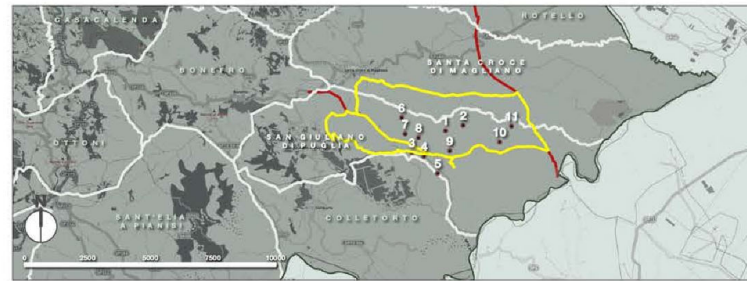 CASACALENDA
ROTELLO
BONEFRO
SANTA CROCE
DI MAGLIANO
6
2
11
1
7
8
10
SAN GIULIANO
DI PUGLIA
3
4
9
5
SANT'ELIA
A PIANISI
COLLETORTO
N
0
2500
5000
7500
10000